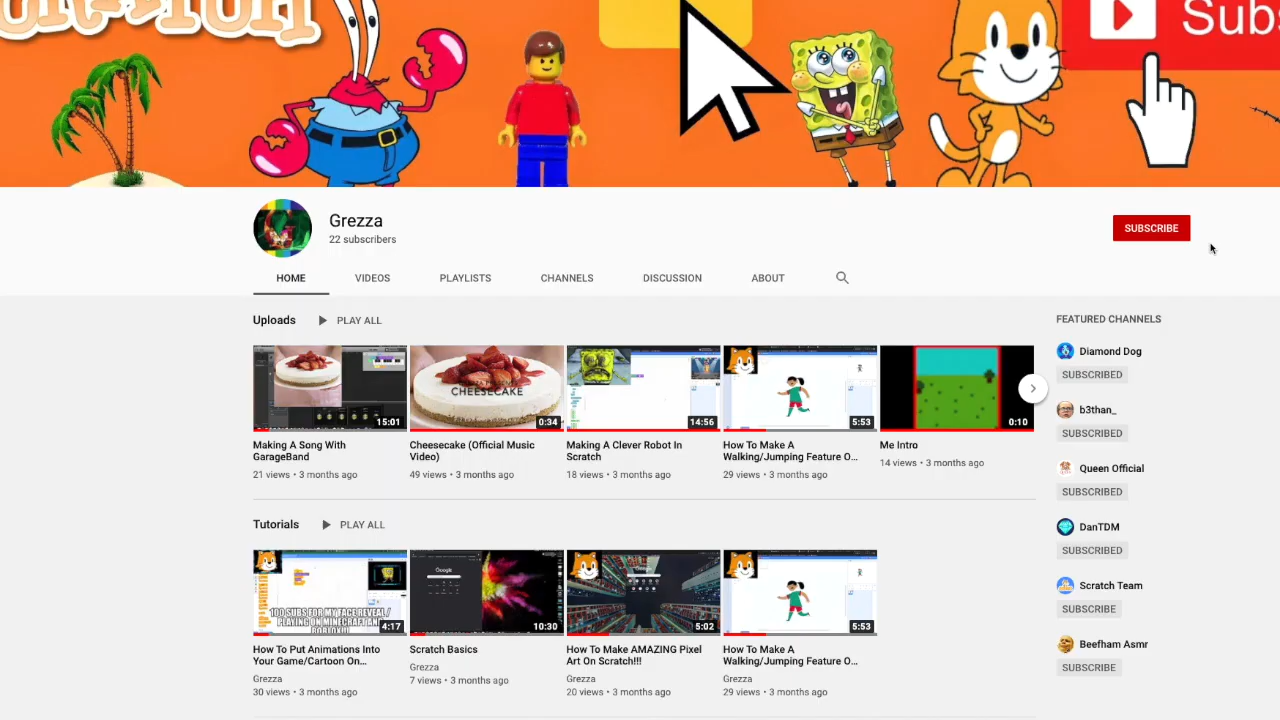 Subs
Grezza
22 subscribers
SUBSCRIBE
HOME
VIDEOS
PLAYLISTS
CHANNELS
DISCUSSION
ABOUT
Uploads
PLAY ALL
15:01
CHEESECAKE
0:34
14:56
5:53
0:10
Making A Song With
GarageBand
21 views • 3 months ago
Cheesecake (Official Music
Video)
49 views • 3 months ago
Making A Clever Robot In
Scratch
18 views • 3 months ago
How To Make A
Walking/Jumping Feature O...
29 views • 3 months ago
Me Intro
14 views • 3 months ago
Tutorials
PLAY ALL
100 SUBS FOR MY FACE REVEAL/
PLAYING ON MINECRAFT AND
ROBLOX!!!
4:17
Google
10:30
Google
5:02
5:53
How To Put Animations Into
Your Game/Cartoon On...
Grezza
30 views • 3 months ago
Scratch Basics
Grezza
7 views • 3 months ago
How To Make AMAZING Pixel
Art On Scratch!!!
Grezza
20 views • 3 months ago
How To Make A
Walking/Jumping Feature O...
Grezza
29 views • 3 months ago
FEATURED CHANNELS
Diamond Dog
SUBSCRIBED
b3than_
SUBSCRIBED
Queen Official
SUBSCRIBED
DanTDM
SUBSCRIBED
Scratch Team
SUBSCRIBE
Beefham Asmr
SUBSCRIBE